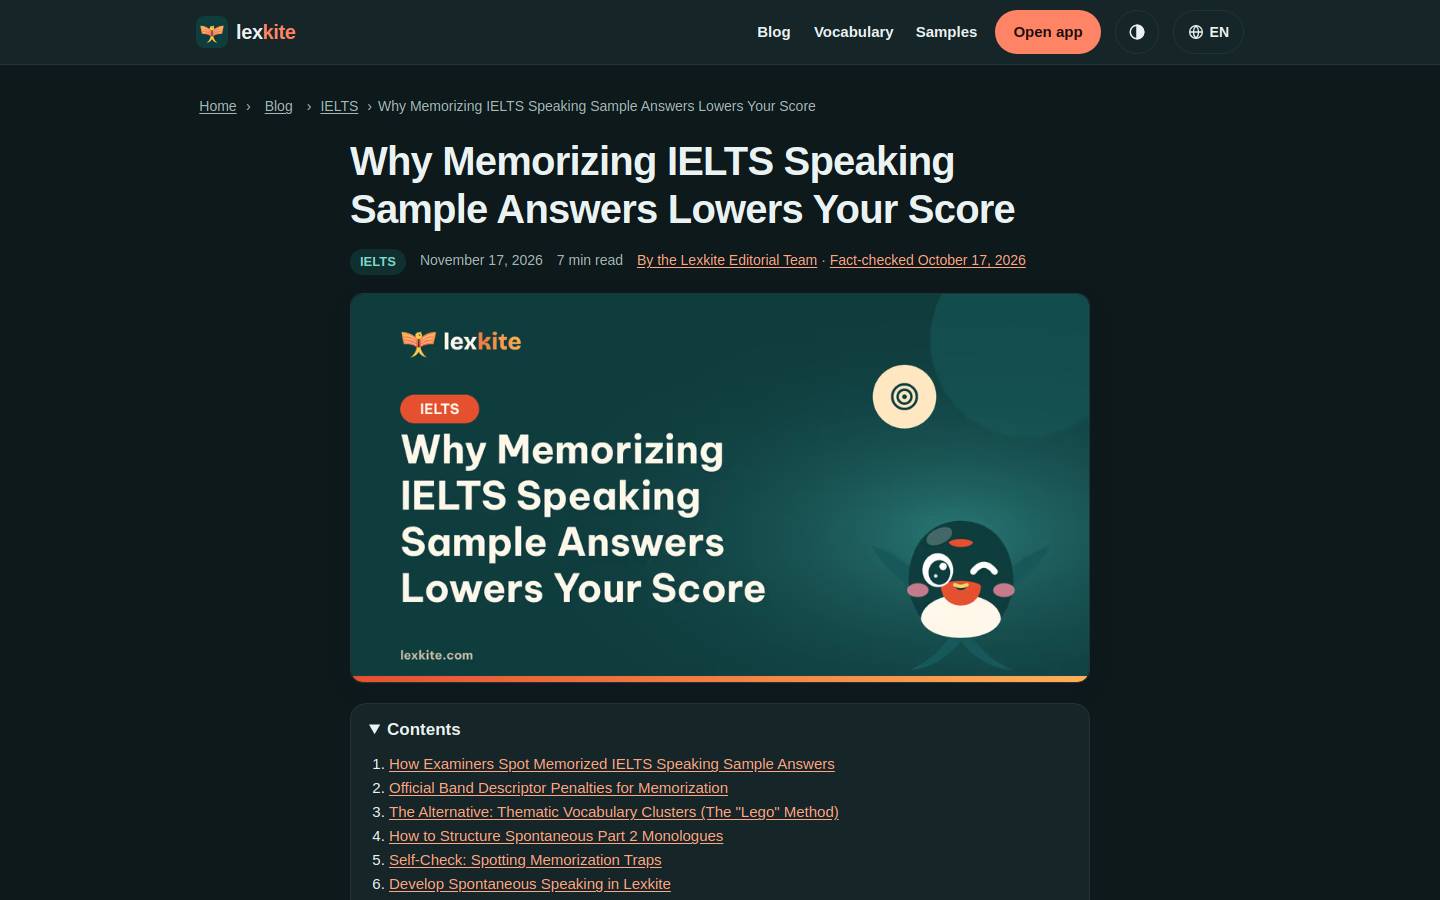 lexkite
Blog Vocabulary Samples Open app EN
Home › Blog › IELTS › Why Memorizing IELTS Speaking Sample Answers Lowers Your Score
Why Memorizing IELTS Speaking
Sample Answers Lowers Your Score
IELTS November 17, 2026 7 min read By the Lexkite Editorial Team · Fact-checked October 17, 2026
lexkite
IELTS
Why Memorizing
IELTS Speaking
Sample Answers
Lowers Your Score
lexkite.com
Contents
1. How Examiners Spot Memorized IELTS Speaking Sample Answers
2. Official Band Descriptor Penalties for Memorization
3. The Alternative: Thematic Vocabulary Clusters (The "Lego" Method)
4. How to Structure Spontaneous Part 2 Monologues
5. Self-Check: Spotting Memorization Traps
6. Develop Spontaneous Speaking in Lexkite